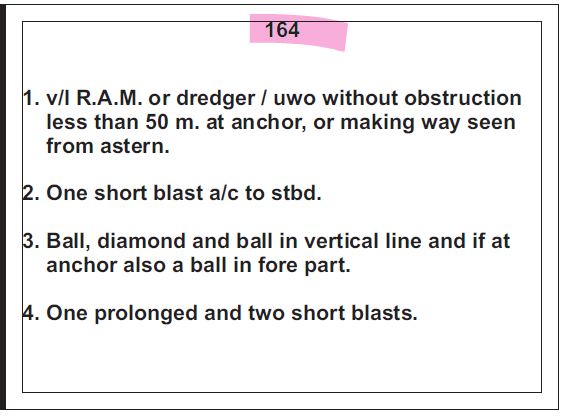 164
1. v/l R.A.M. or dredger / uwo without obstruction
less than 50 m. at anchor, or making way seen
from astern.
2. One short blast a/c to stbd.
3. Ball, diamond and ball in vertical line and if at
anchor also a ball in fore part.
4. One prolonged and two short blasts.